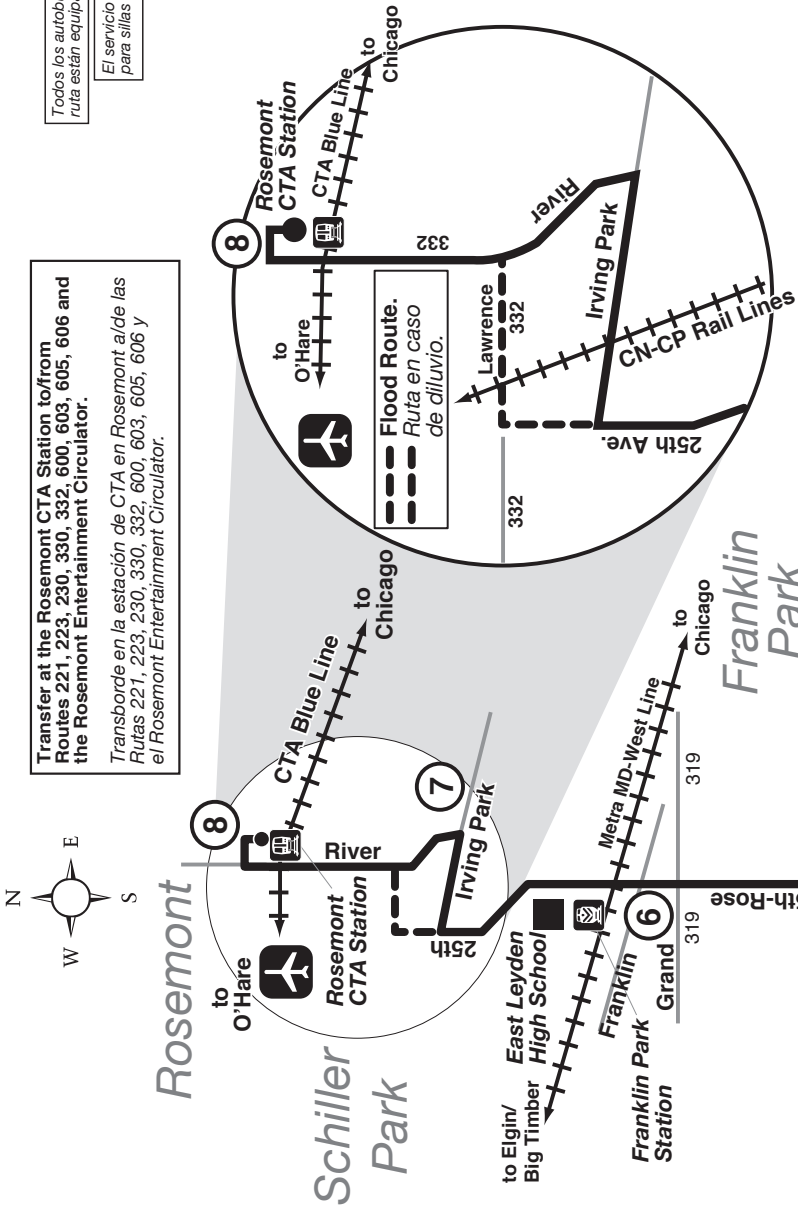 Todos los autoba
ruta están equipa
El servicio
para sillas
Transfer at the Rosemont CTA Station to/from
Routes 221, 223, 230, 330, 332, 600, 603, 605, 606 and
the Rosemont Entertainment Circulator.
Transborde en la estación de CTA en Rosemont a/de las
Rutas 221, 223, 230, 330, 332, 600, 603, 605, 606 y
el Rosemont Entertainment Circulator.
N
W
E
S
Rosemont
8
to
O'Hare
CTA Blue Line
to
Chicago
Rosemont
CTA Station
River
7
Irving Park
25th
Schiller
Park
8
Rosemont
CTA Station
to
O'Hare
CTA Blue Line
to
Chicago
332
Flood Route.
Ruta en caso
de diluvio.
Lawrence
332
332
River
Irving Park
CN-CP Rail Lines
25th Ave.
to Elgin/
Big Timber
East Leyden
High School
Metra MD-West Line
to
Chicago
Franklin
6
Franklin Park
Station
Grand
319
319
5th-Rose
Franklin
Park